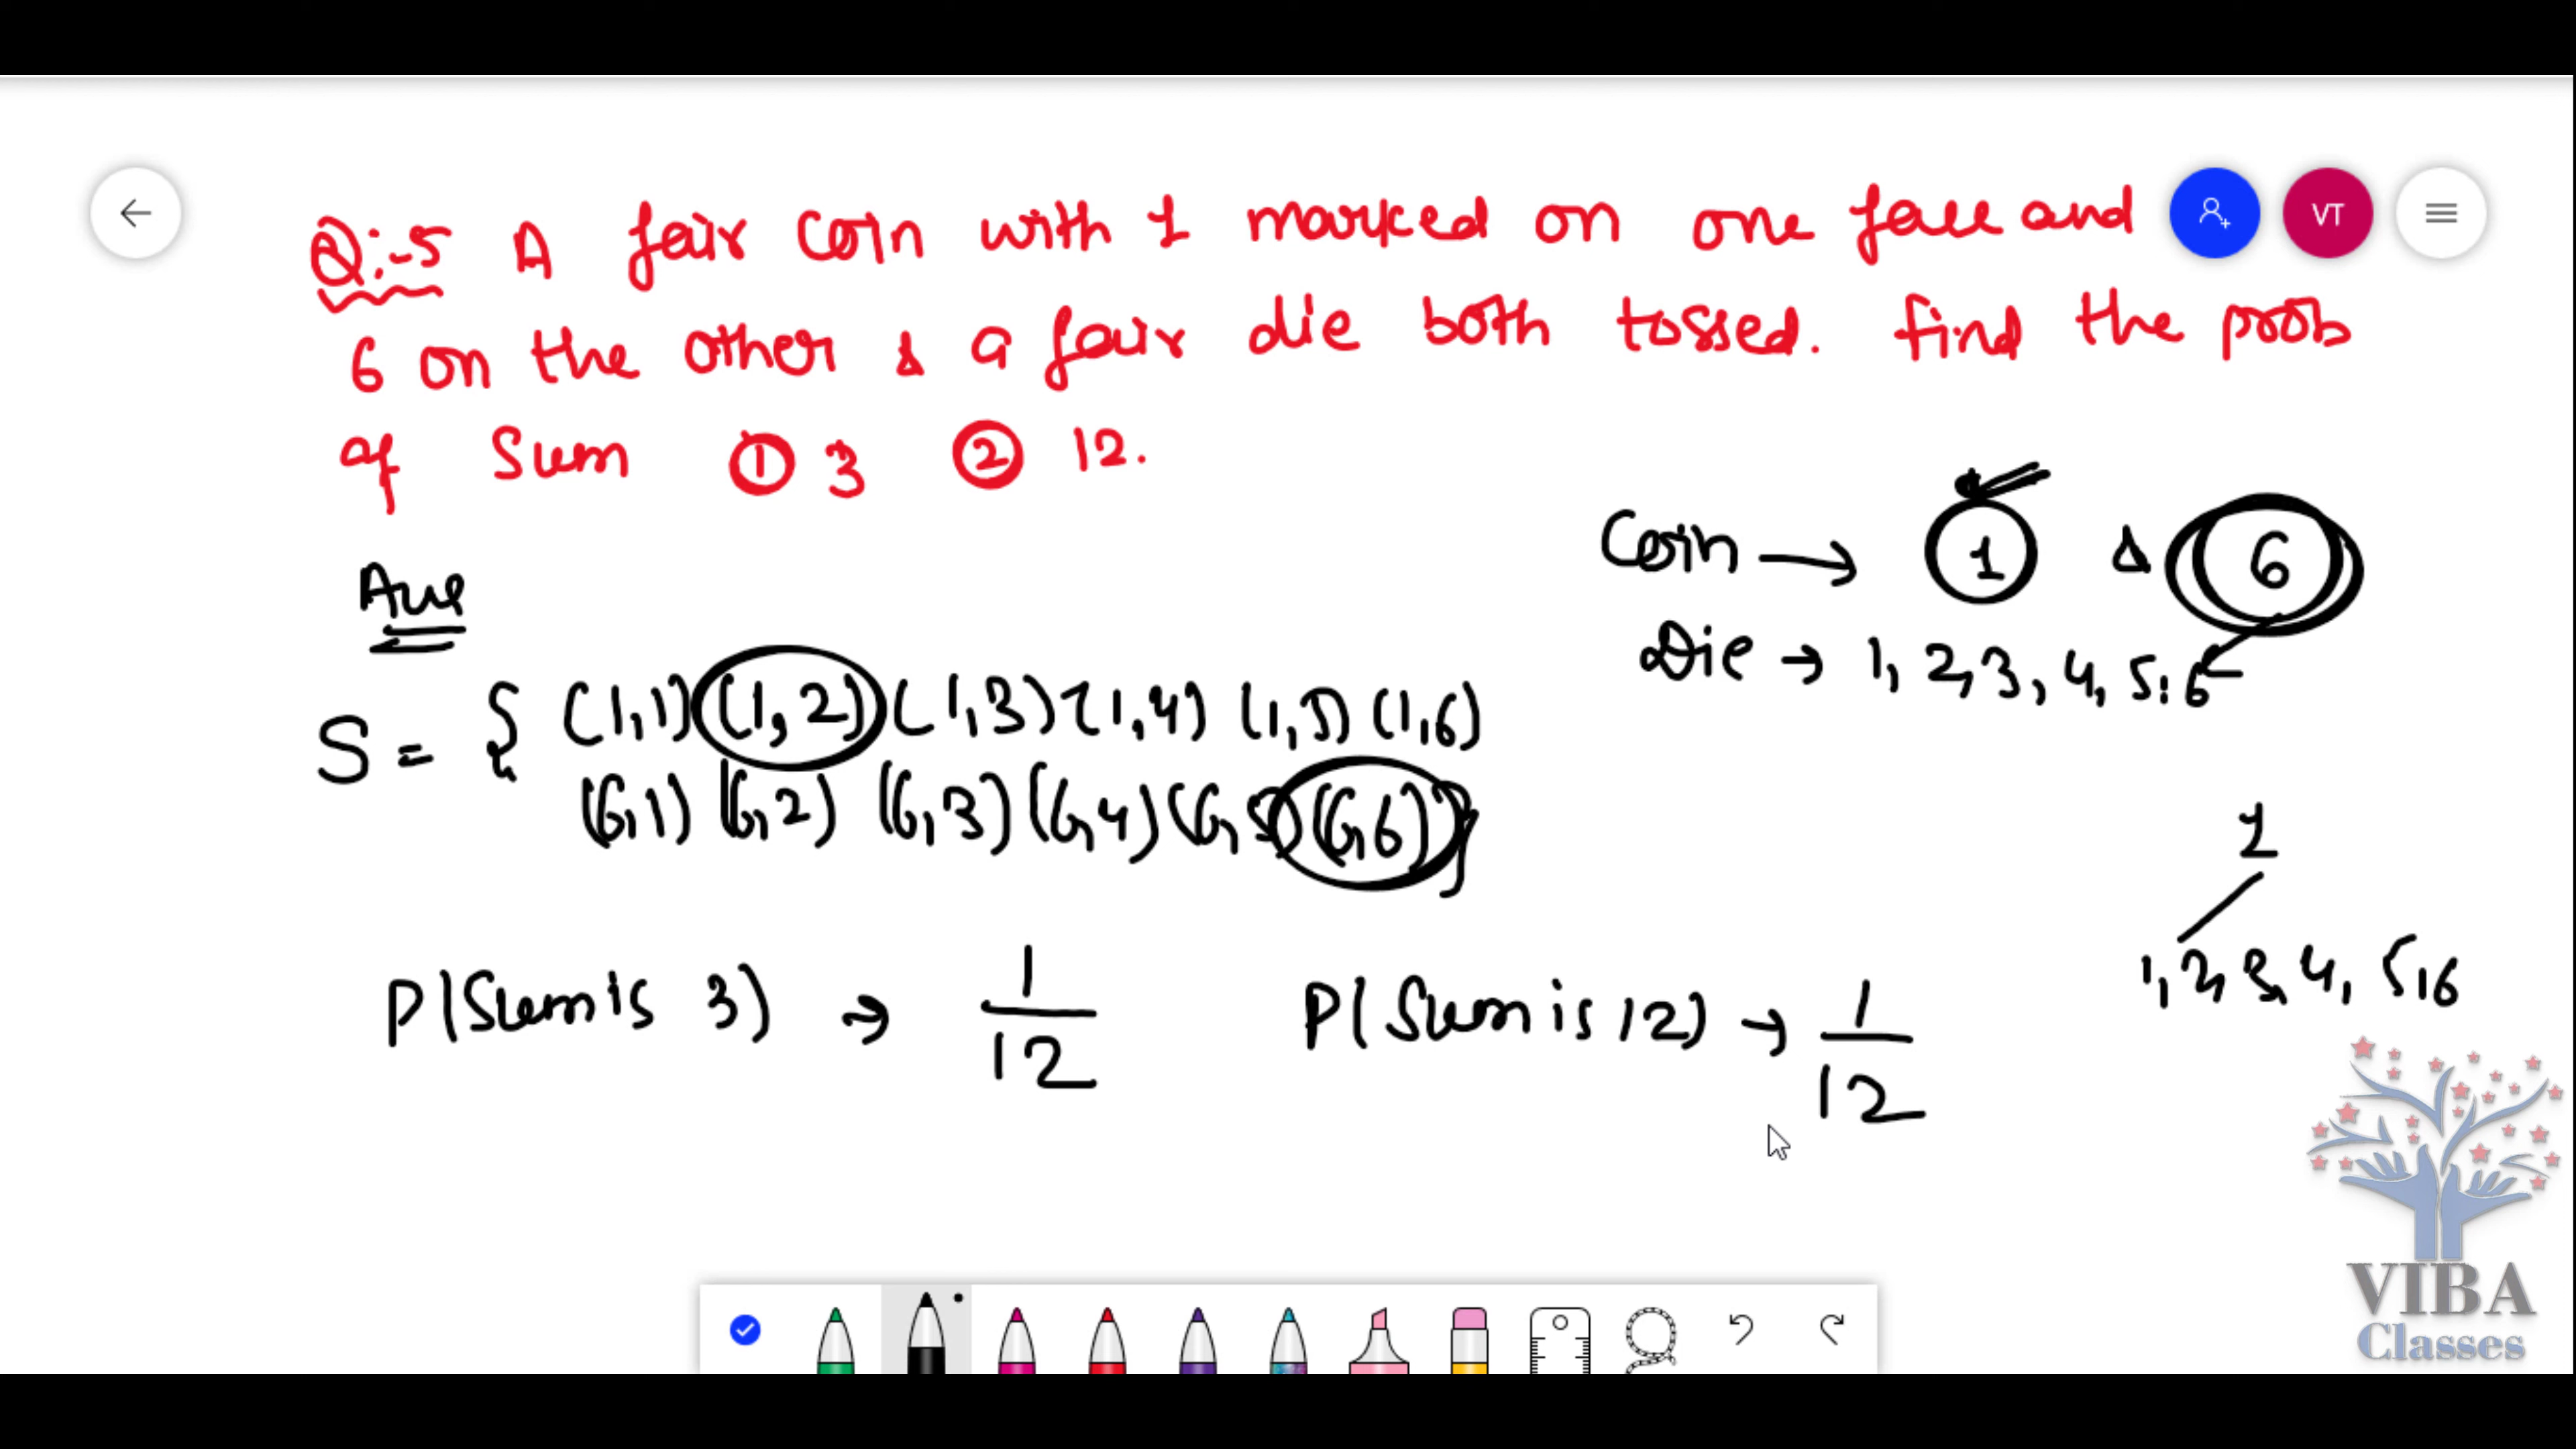 Q:-5 A fair Coin with 1 marked on one face and
6 on the other & a fair die both tossed. find the prob
of Sum ① 3 ② 12.
Coin → 1 & 6
Die → 1, 2, 3, 4, 5, 6
Ans
S = { (1,1) (1,2) (1,3) (1,4) (1,5) (1,6)
(6,1) (6,2) (6,3) (6,4) (6,5) (6,6) }
1
1, 2, 3, 4, 5, 6
P(Sum is 3) → 1/12 P(Sum is 12) → 1/12
VT
VIBA
Classes